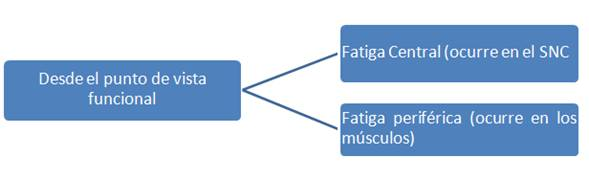 Desde el punto de vista
funcional
Fatiga Central (ocurre en el SNC
Fatiga periférica (ocurre en los
músculos)